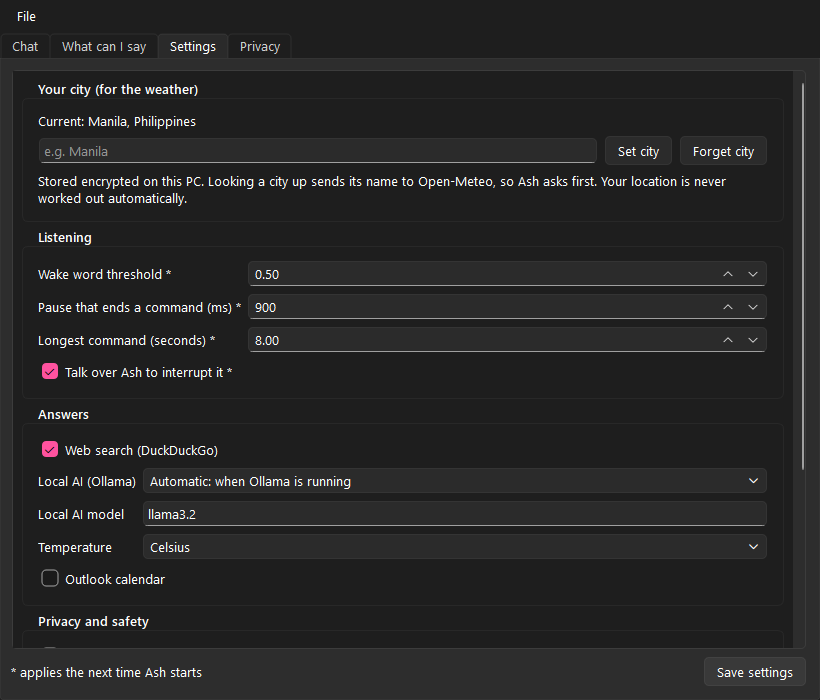 File
Chat What can I say Settings Privacy
Your city (for the weather)
Current: Manila, Philippines
e.g. Manila Set city Forget city
Stored encrypted on this PC. Looking a city up sends its name to Open-Meteo, so Ash asks first. Your location is never
worked out automatically.
Listening
Wake word threshold * 0.50
Pause that ends a command (ms) * 900
Longest command (seconds) * 8.00
Talk over Ash to interrupt it *
Answers
Web search (DuckDuckGo)
Local AI (Ollama) Automatic: when Ollama is running
Local AI model llama3.2
Temperature Celsius
Outlook calendar
Privacy and safety
* applies the next time Ash starts Save settings